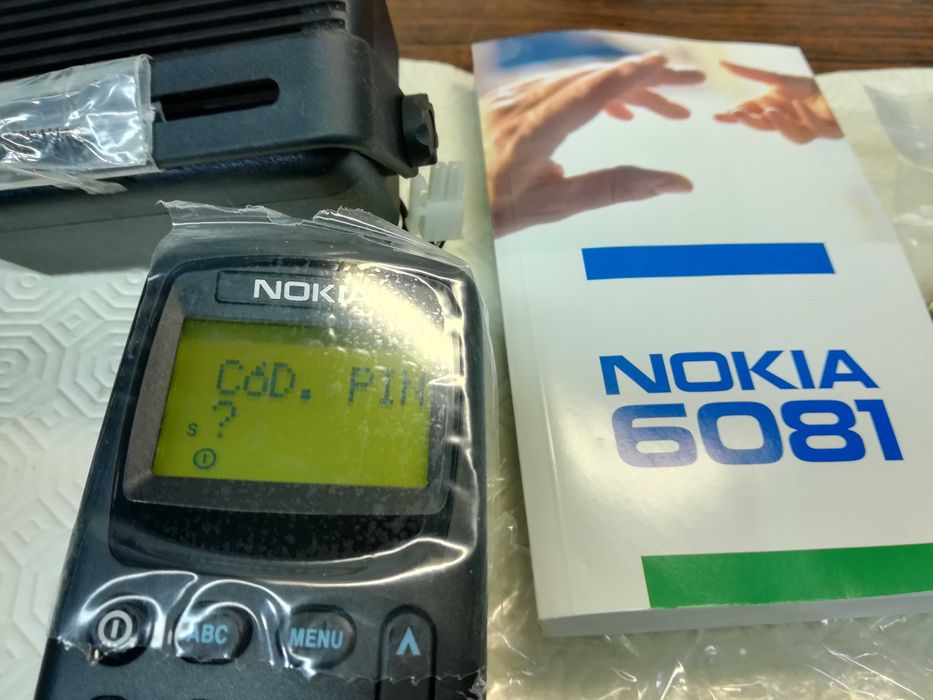 NOKIA
CóD. PIN
?
S
ABC
MENU
NOKIA
6081